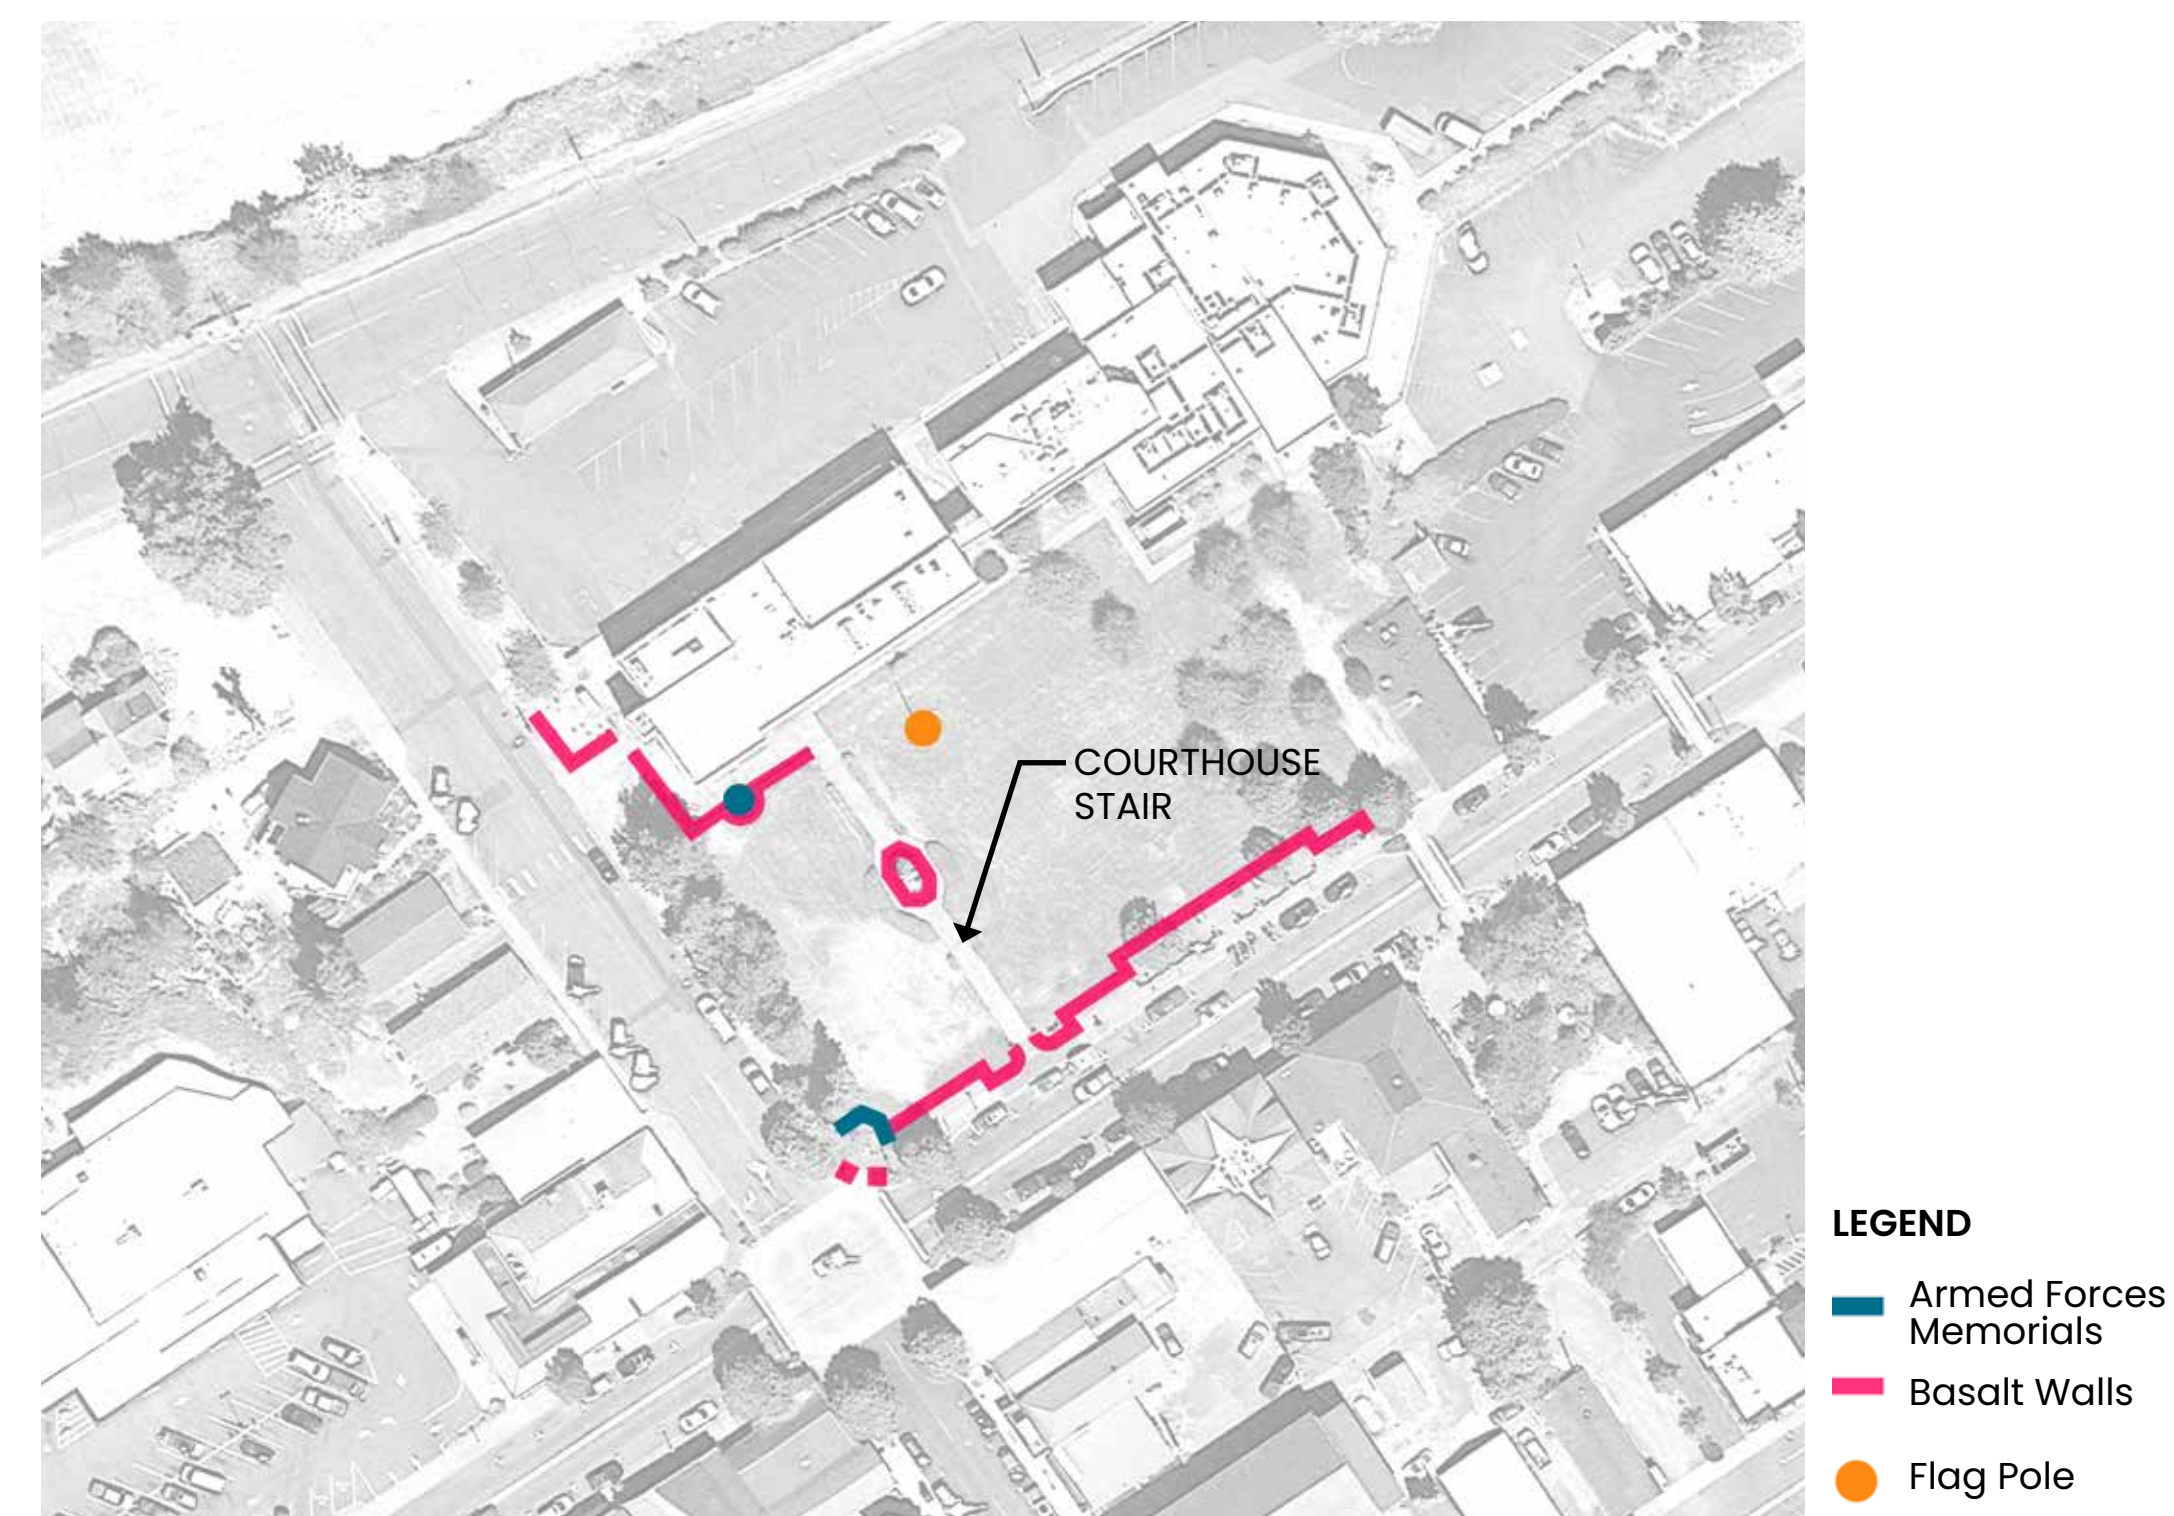 COURTHOUSE
STAIR
LEGEND
Armed Forces
Memorials
Basalt Walls
Flag Pole